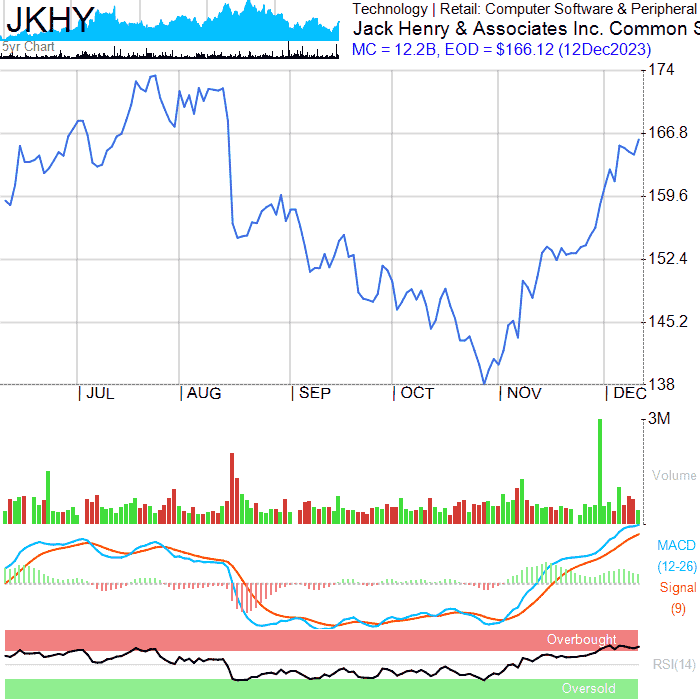 JKHY
5yr Chart
Technology | Retail: Computer Software & Peripheral
Jack Henry & Associates Inc. Common S
MC = 12.2B, EOD = $166.12 (12Dec2023)
174
166.8
159.6
152.4
145.2
138
| JUL | AUG | SEP | OCT | NOV | DEC
3M
Volume
MACD
(12-26)
Signal
(9)
Overbought
RSI(14)
Oversold